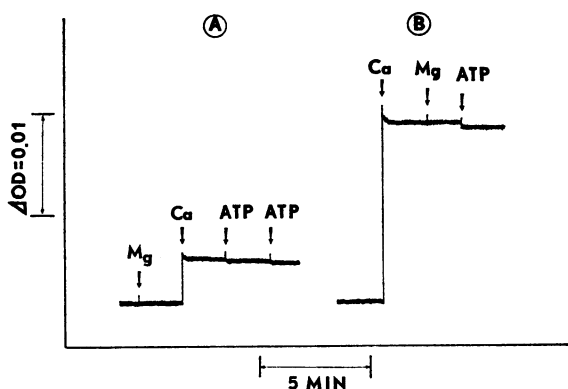 Ⓐ
Ⓑ
Ca Mg ATP
ΔOD=0.01
Ca ATP ATP
Mg
5 MIN